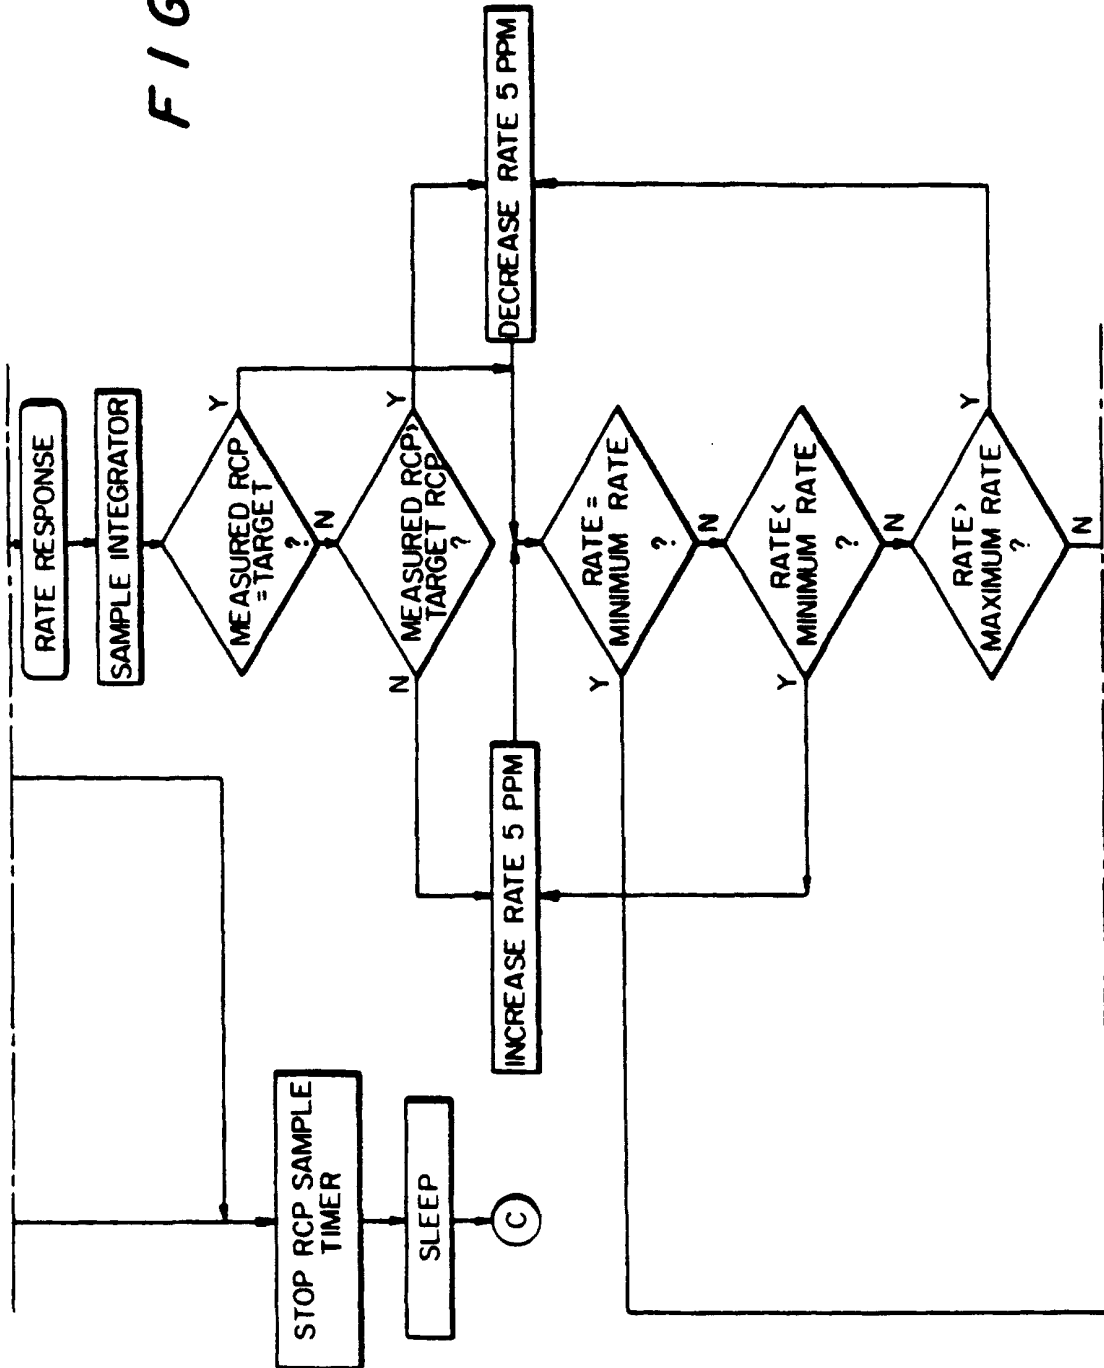 FIG
RATE RESPONSE
SAMPLE INTEGRATOR
MEASURED RCP
=TARGET
?
Y
N
MEASURED RCP>
TARGET RCP
?
Y
N
DECREASE RATE 5 PPM
INCREASE RATE 5 PPM
RATE =
MINIMUM RATE
?
Y
N
RATE<
MINIMUM RATE
?
Y
N
RATE>
MAXIMUM RATE
?
Y
N
STOP RCP SAMPLE
TIMER
SLEEP
C